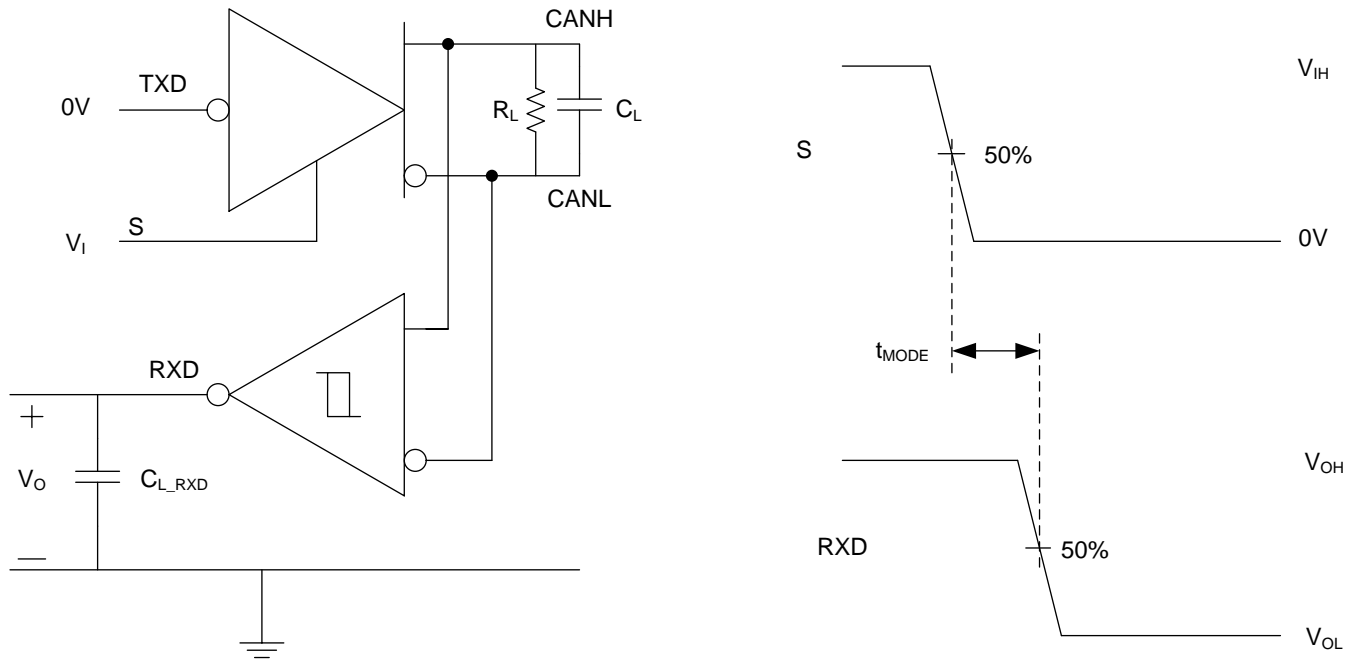 CANH
TXD
0V
R_L
C_L
CANL
S
V_I
RXD
+
V_O
C_L_RXD
—
V_IH
S
50%
0V
t_MODE
V_OH
RXD
50%
V_OL